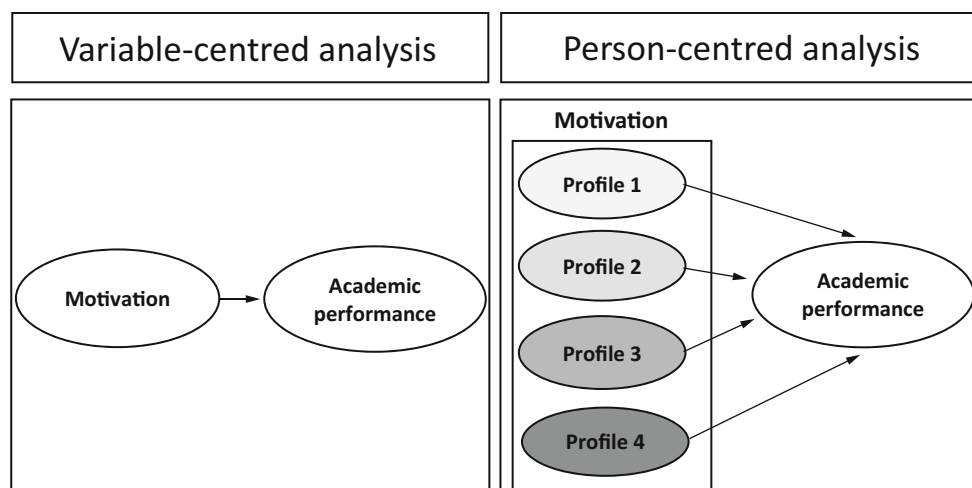 Variable-centred analysis
Person-centred analysis
Motivation
Academic
performance
Motivation
Profile 1
Profile 2
Profile 3
Profile 4
Academic
performance